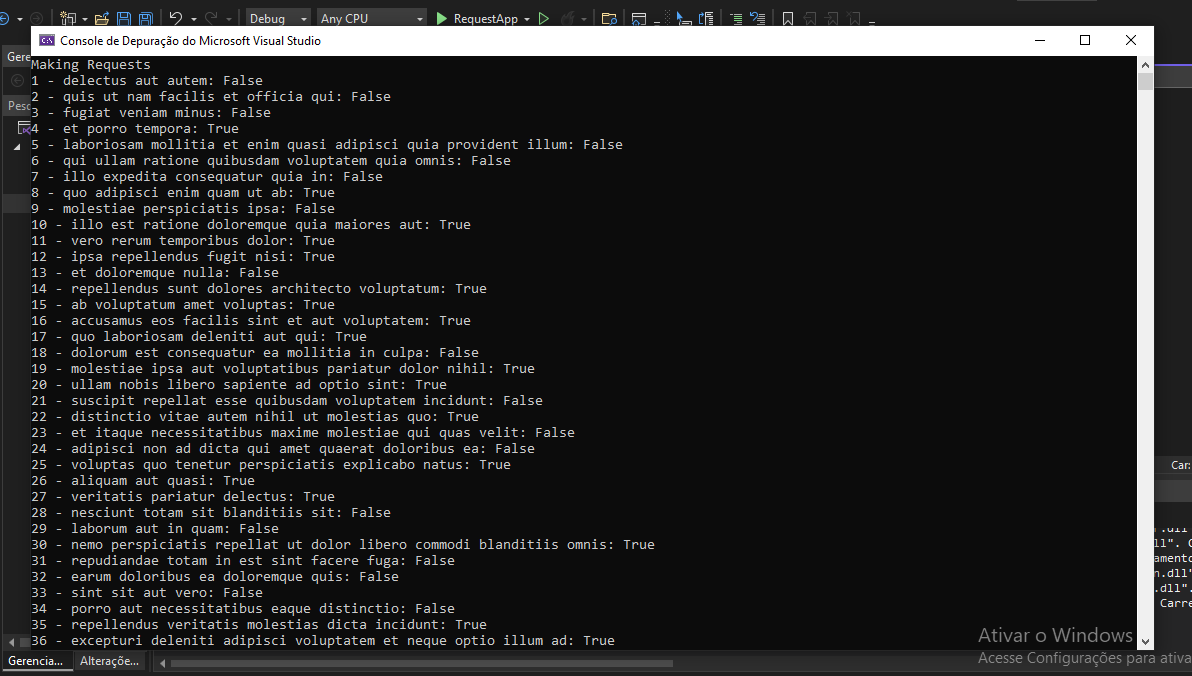 Debug
Any CPU
RequestApp
Console de Depuração do Microsoft Visual Studio
Gere
Pesc
Making Requests
1 - delectus aut autem: False
2 - quis ut nam facilis et officia qui: False
3 - fugiat veniam minus: False
4 - et porro tempora: True
5 - laboriosam mollitia et enim quasi adipisci quia provident illum: False
6 - qui ullam ratione quibusdam voluptatem quia omnis: False
7 - illo expedita consequatur quia in: False
8 - quo adipisci enim quam ut ab: True
9 - molestiae perspiciatis ipsa: False
10 - illo est ratione doloremque quia maiores aut: True
11 - vero rerum temporibus dolor: True
12 - ipsa repellendus fugit nisi: True
13 - et doloremque nulla: False
14 - repellendus sunt dolores architecto voluptatum: True
15 - ab voluptatum amet voluptas: True
16 - accusamus eos facilis sint et aut voluptatem: True
17 - quo laboriosam deleniti aut qui: True
18 - dolorum est consequatur ea mollitia in culpa: False
19 - molestiae ipsa aut voluptatibus pariatur dolor nihil: True
20 - ullam nobis libero sapiente ad optio sint: True
21 - suscipit repellat esse quibusdam voluptatem incidunt: False
22 - distinctio vitae autem nihil ut molestias quo: True
23 - et itaque necessitatibus maxime molestiae qui quas velit: False
24 - adipisci non ad dicta qui amet quaerat doloribus ea: False
25 - voluptas quo tenetur perspiciatis explicabo natus: True
26 - aliquam aut quasi: True
27 - veritatis pariatur delectus: True
28 - nesciunt totam sit blanditiis sit: False
29 - laborum aut in quam: False
30 - nemo perspiciatis repellat ut dolor libero commodi blanditiis omnis: True
31 - repudiandae totam in est sint facere fuga: False
32 - earum doloribus ea doloremque quis: False
33 - sint sit aut vero: False
34 - porro aut necessitatibus eaque distinctio: False
35 - repellendus veritatis molestias dicta incidunt: True
36 - excepturi deleniti adipisci voluptatem et neque optio illum ad: True
Car:
ll". C
amento
n.dll"
.dll".
Carre
Ativar o Windows
Acesse Configurações para ativa
Gerencia...
Alteraçõe...